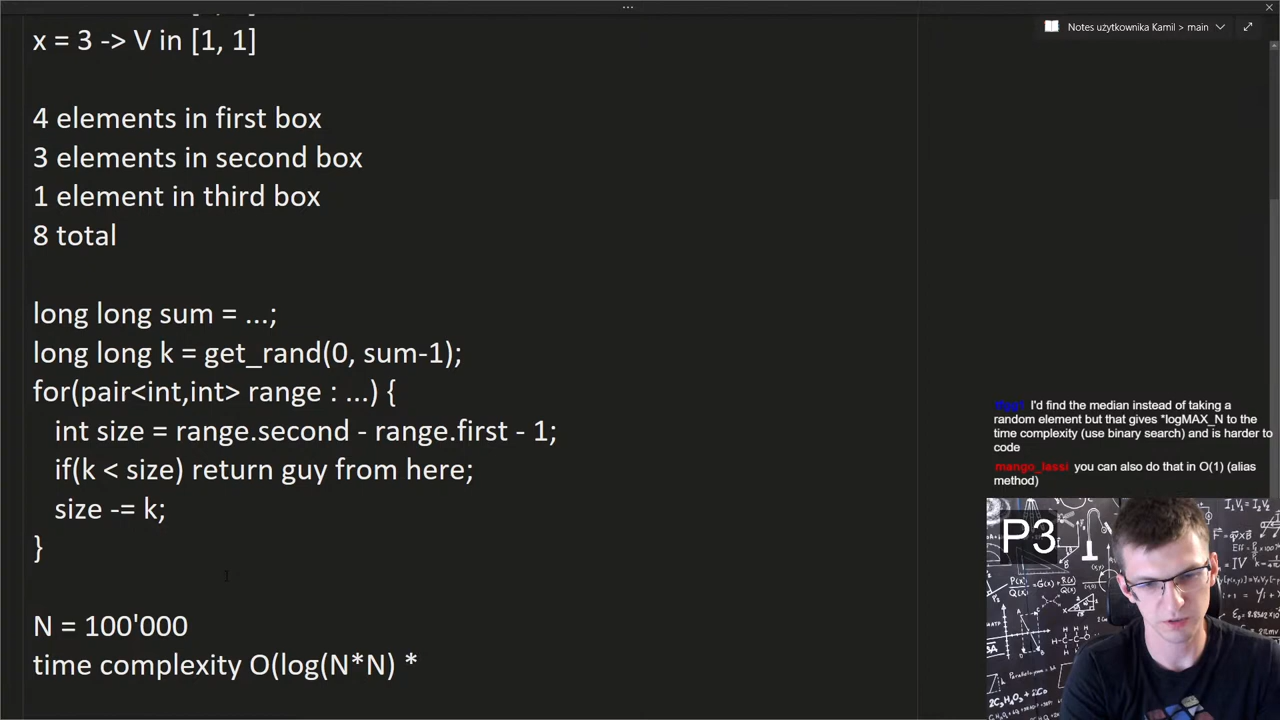 Notes użytkownika Kamil > main
x = 3 -> V in [1, 1]
4 elements in first box
3 elements in second box
1 element in third box
8 total
long long sum = ...;
long long k = get_rand(0, sum-1);
for(pair<int,int> range : ...) {
int size = range.second - range.first - 1;
if(k < size) return guy from here;
size -= k;
}
N = 100'000
time complexity O(log(N*N) *
I'd find the median instead of taking a
random element but that gives *logMAX_N to the
time complexity (use binary search) and is harder to
code
mango_lassi you can also do that in O(1) (alias
method)
P3